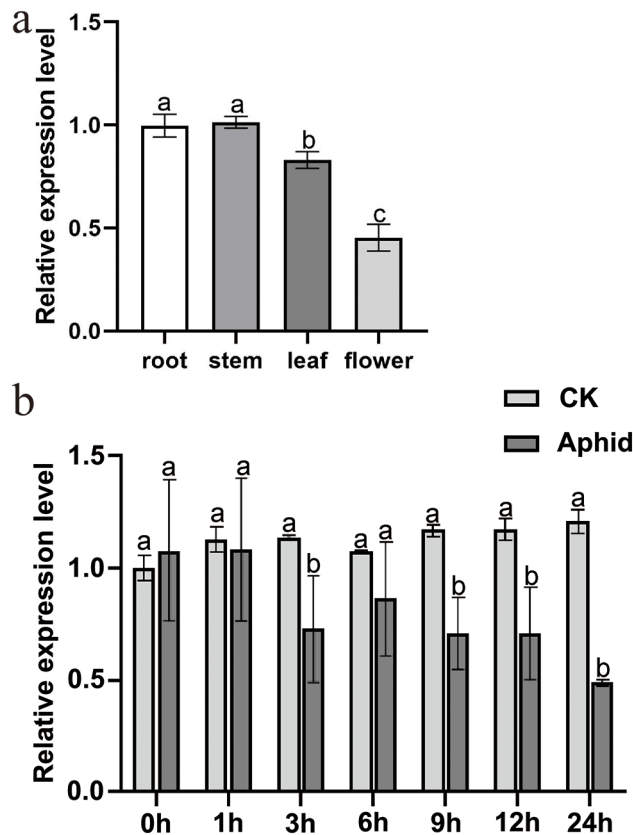 a
Relative expression level
1.5
1.0
0.5
0.0
a
a
b
c
root stem leaf flower
b
CK
Aphid
Relative expression level
1.5
1.0
0.5
0.0
a a a a a b a a a b a b a b
0h 1h 3h 6h 9h 12h 24h